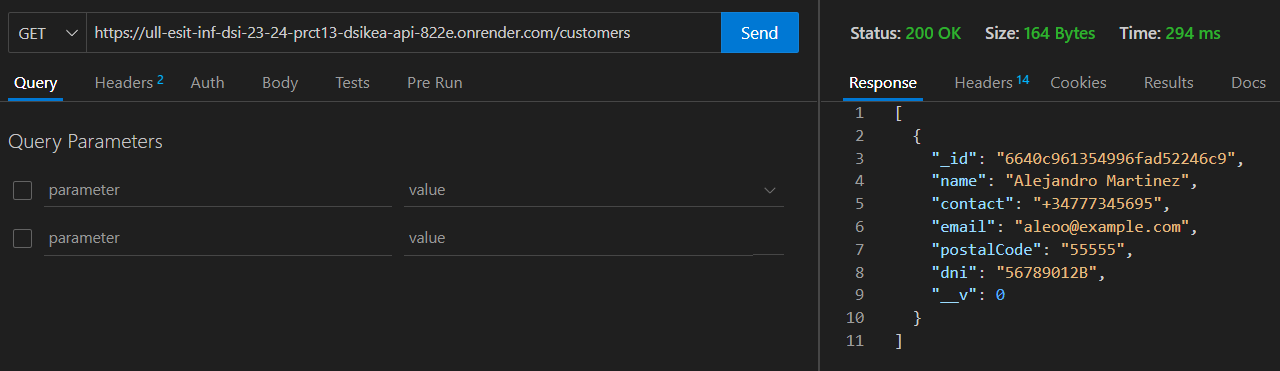 GET https://ull-esit-inf-dsi-23-24-prct13-dsikea-api-822e.onrender.com/customers Send
Query Headers 2 Auth Body Tests Pre Run
Query Parameters
parameter value
parameter value
Status: 200 OK Size: 164 Bytes Time: 294 ms
Response Headers 14 Cookies Results Docs
1 [
2 {
3 "_id": "6640c961354996fad52246c9",
4 "name": "Alejandro Martinez",
5 "contact": "+34777345695",
6 "email": "aleoo@example.com",
7 "postalCode": "55555",
8 "dni": "56789012B",
9 "__v": 0
10 }
11 ]